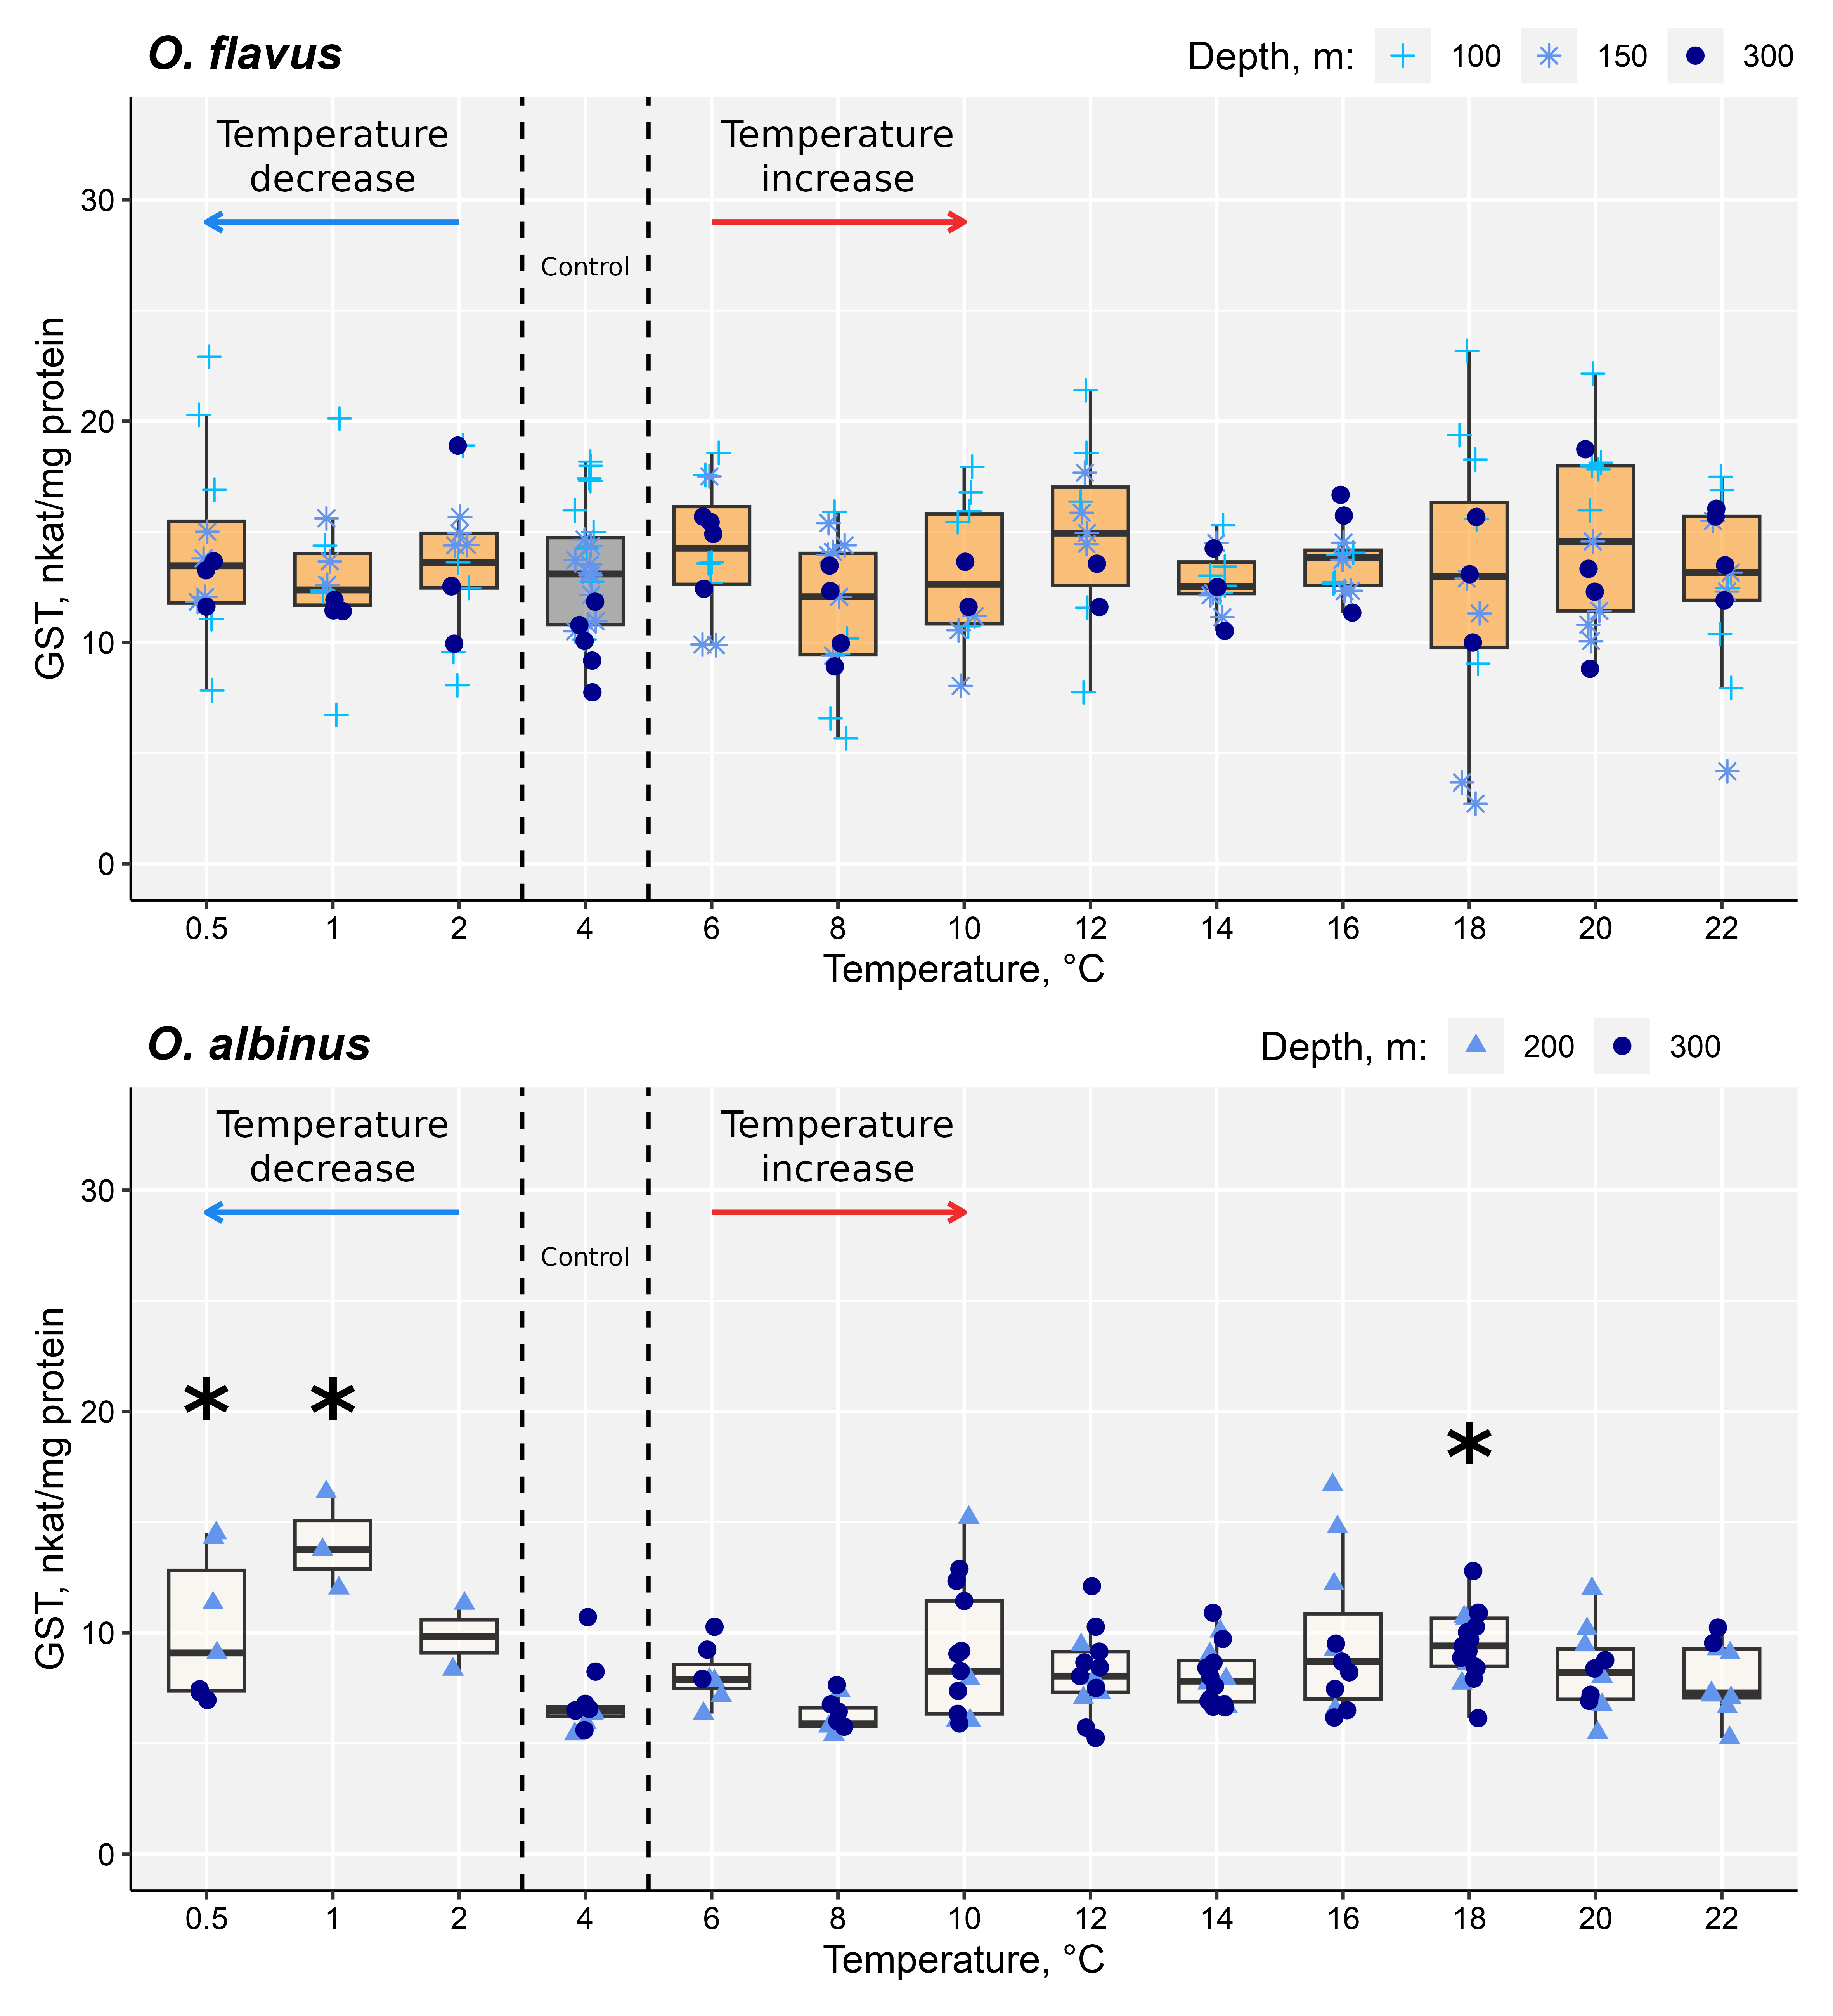 O. flavus
Depth, m: 100 150 300
Temperature
decrease
Temperature
increase
Control
GST, nkat/mg protein
30
20
10
0
0.5 1 2 4 6 8 10 12 14 16 18 20 22
Temperature, °C
O. albinus
Depth, m: 200 300
Temperature
decrease
Temperature
increase
Control
GST, nkat/mg protein
30
20
10
0
* * *
0.5 1 2 4 6 8 10 12 14 16 18 20 22
Temperature, °C